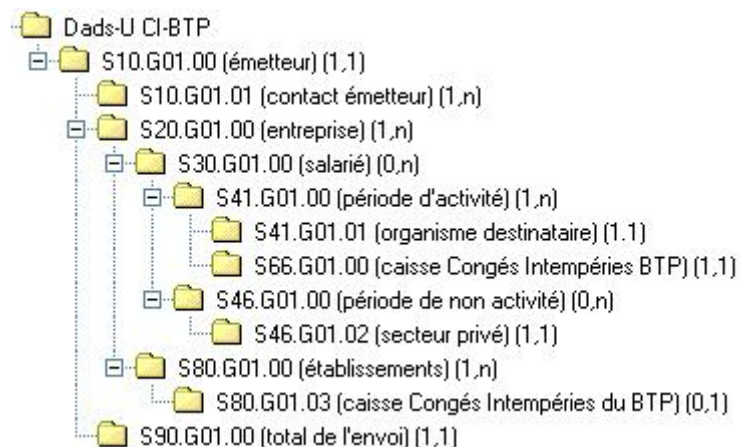 Dads-U CI-BTP
S10.G01.00 (émetteur) (1,1)
S10.G01.01 (contact émetteur) (1,n)
S20.G01.00 (entreprise) (1,n)
S30.G01.00 (salarié) (0,n)
S41.G01.00 (période d'activité) (1,n)
S41.G01.01 (organisme destinataire) (1.1)
S66.G01.00 (caisse Congés Intempéries BTP) (1,1)
S46.G01.00 (période de non activité) (0,n)
S46.G01.02 (secteur privé) (1,1)
S80.G01.00 (établissements) (1,n)
S80.G01.03 (caisse Congés Intempéries du BTP) (0,1)
S90.G01.00 (total de l'envoi) (1,1)